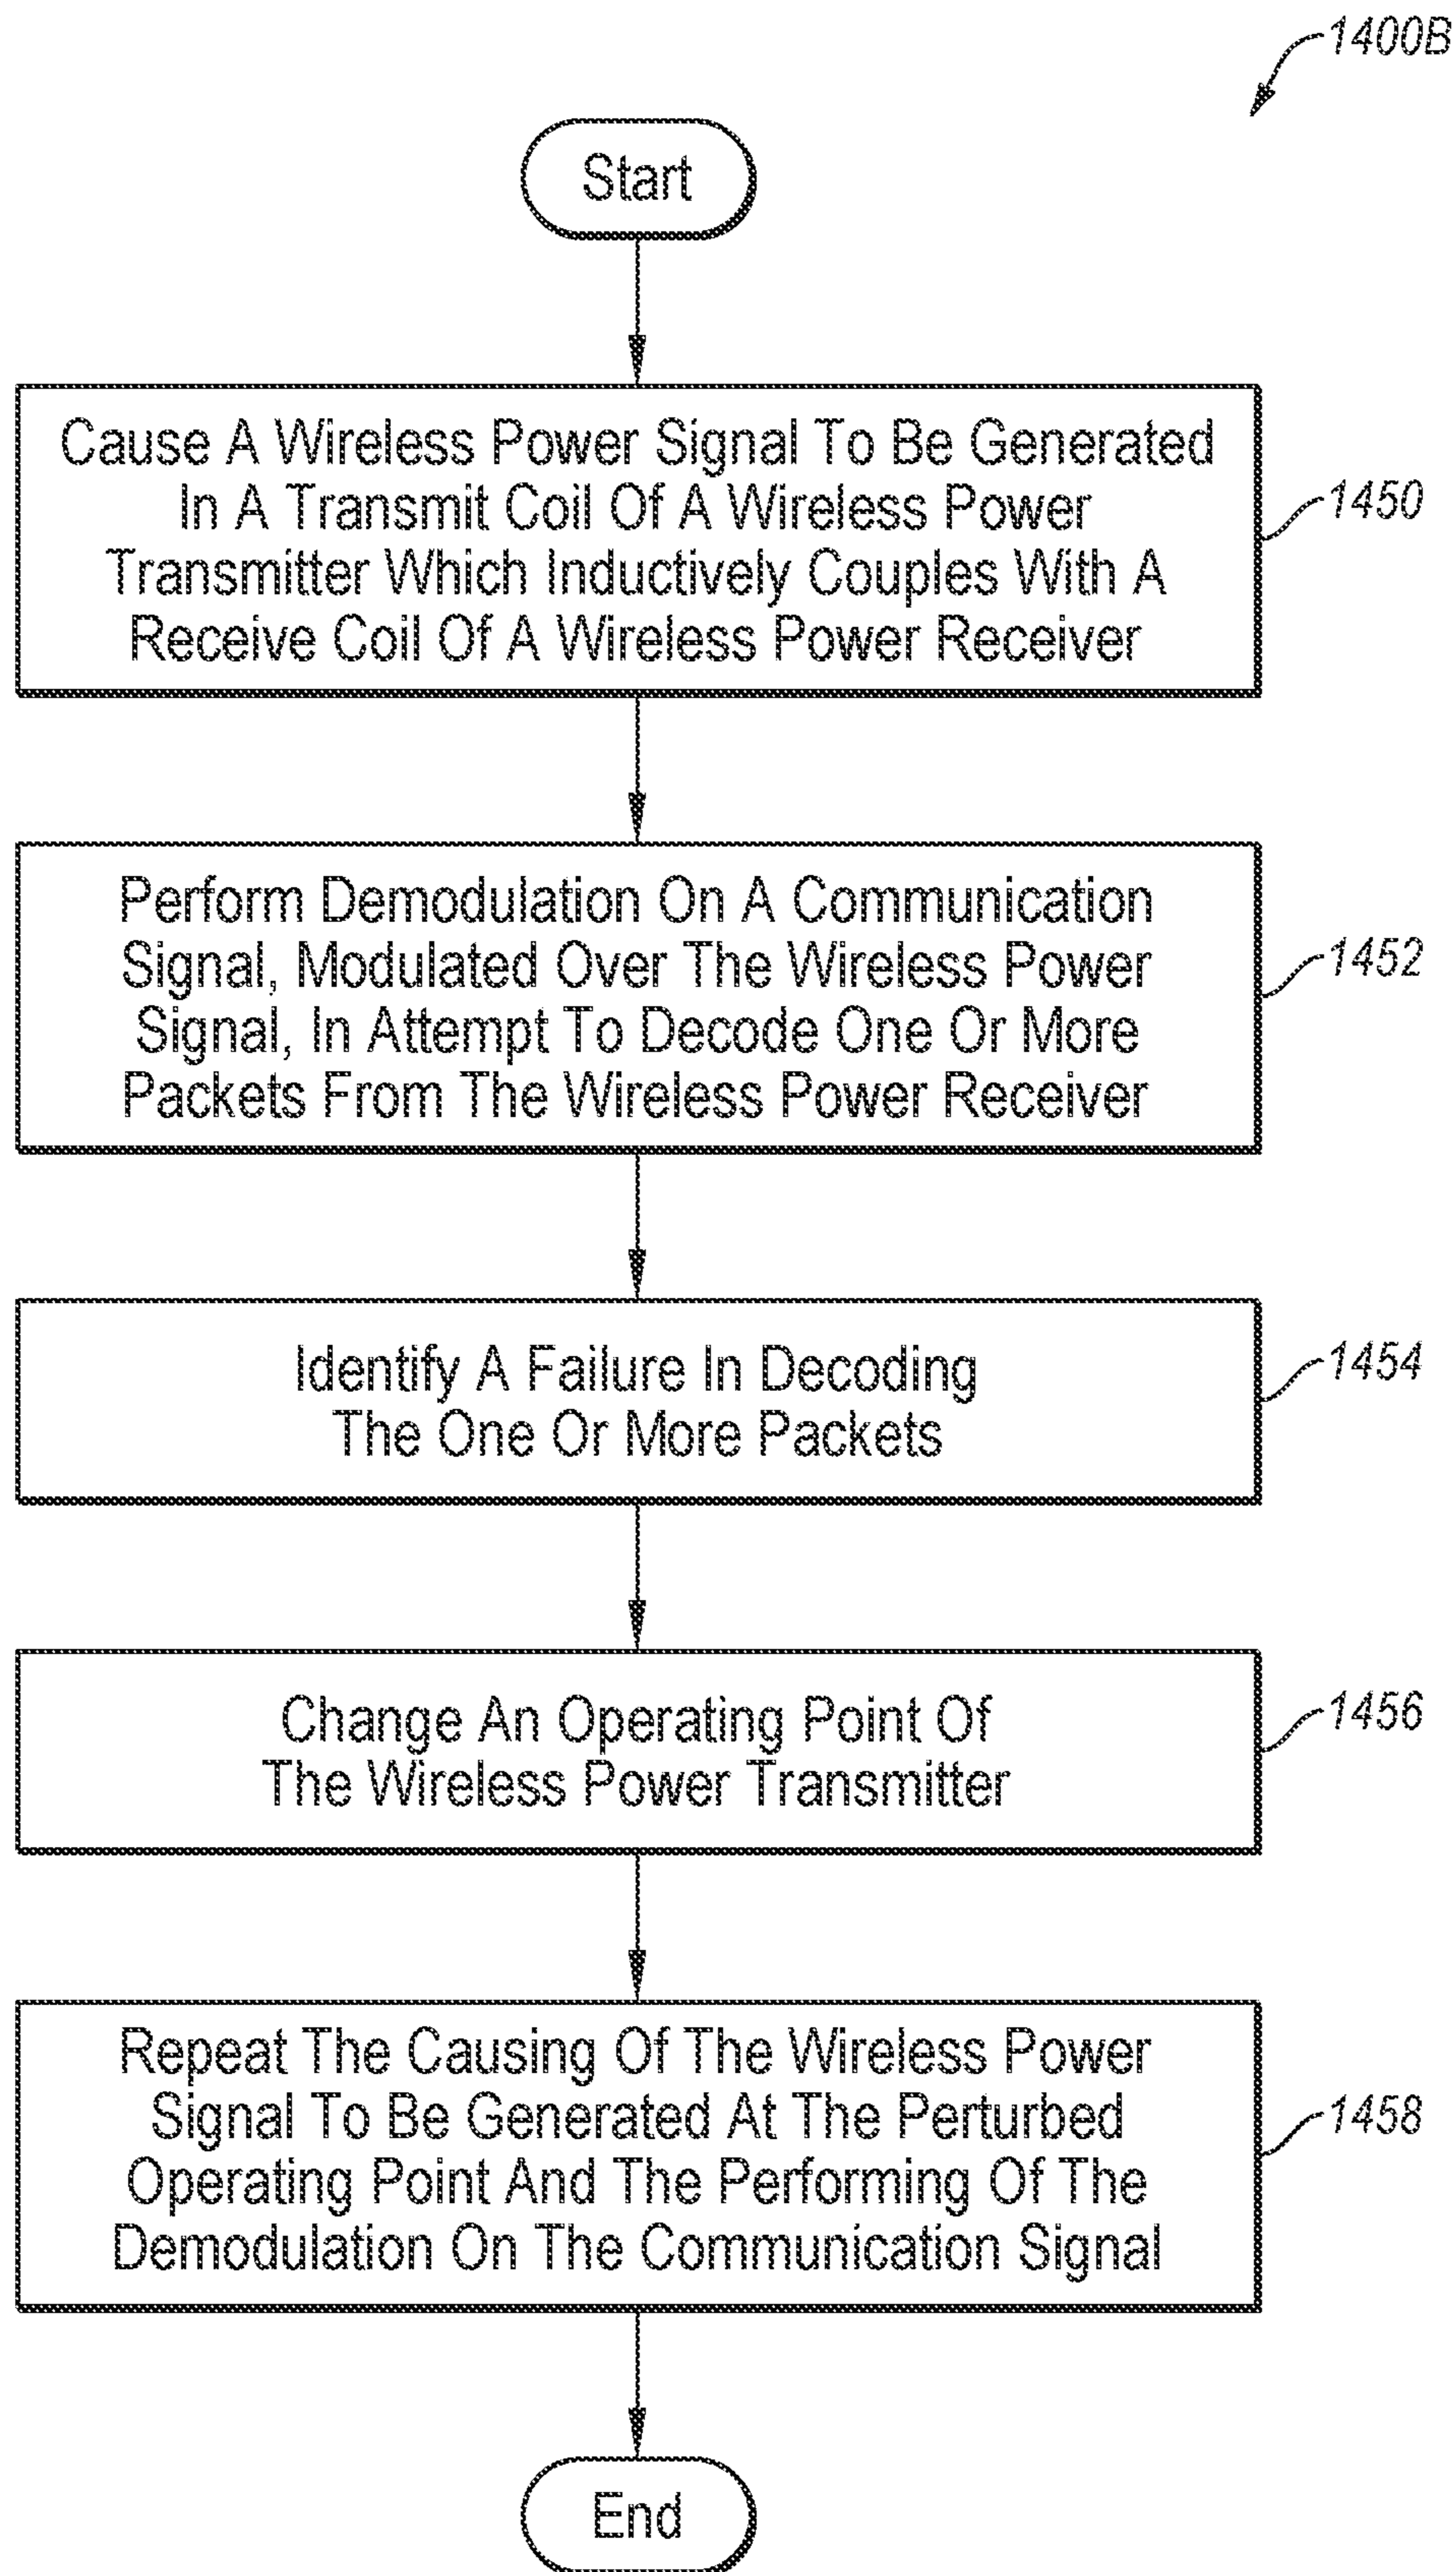 1400B
Start
Cause A Wireless Power Signal To Be Generated
In A Transmit Coil Of A Wireless Power
Transmitter Which Inductively Couples With A
Receive Coil Of A Wireless Power Receiver
1450
Perform Demodulation On A Communication
Signal, Modulated Over The Wireless Power
Signal, In Attempt To Decode One Or More
Packets From The Wireless Power Receiver
1452
Identify A Failure In Decoding
The One Or More Packets
1454
Change An Operating Point Of
The Wireless Power Transmitter
1456
Repeat The Causing Of The Wireless Power
Signal To Be Generated At The Perturbed
Operating Point And The Performing Of The
Demodulation On The Communication Signal
1458
End